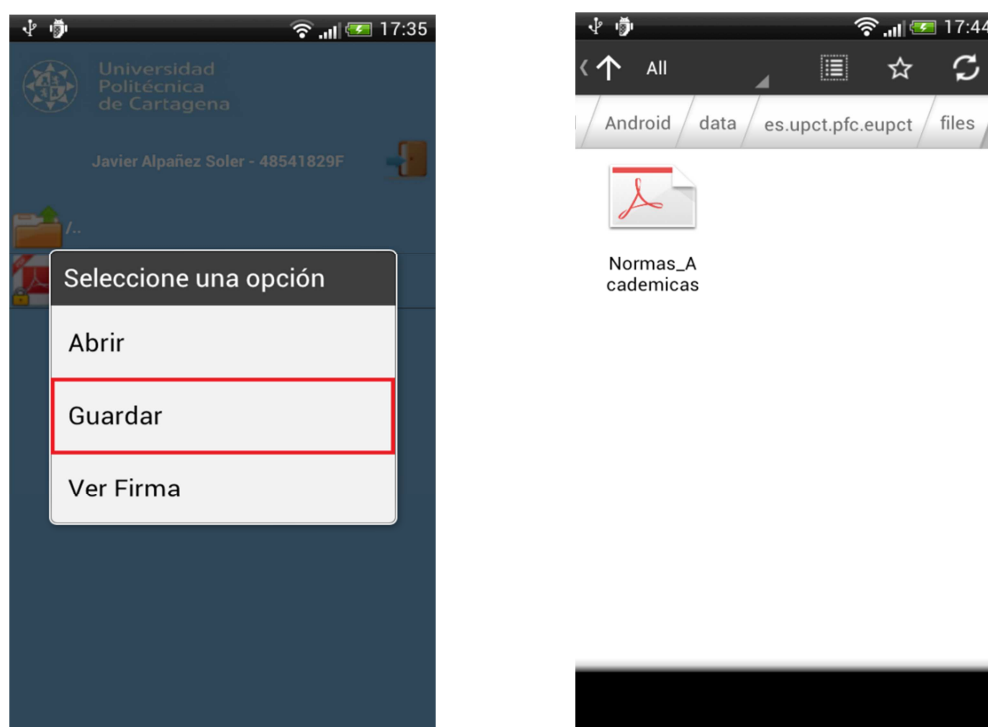 17:35
Universidad
Politécnica
de Cartagena
Javier Alpañez Soler - 48541829F
/..
Seleccione una opción
Abrir
Guardar
Ver Firma
17:44
All
Android
data
es.upct.pfc.eupct
files
Normas_A
cademicas